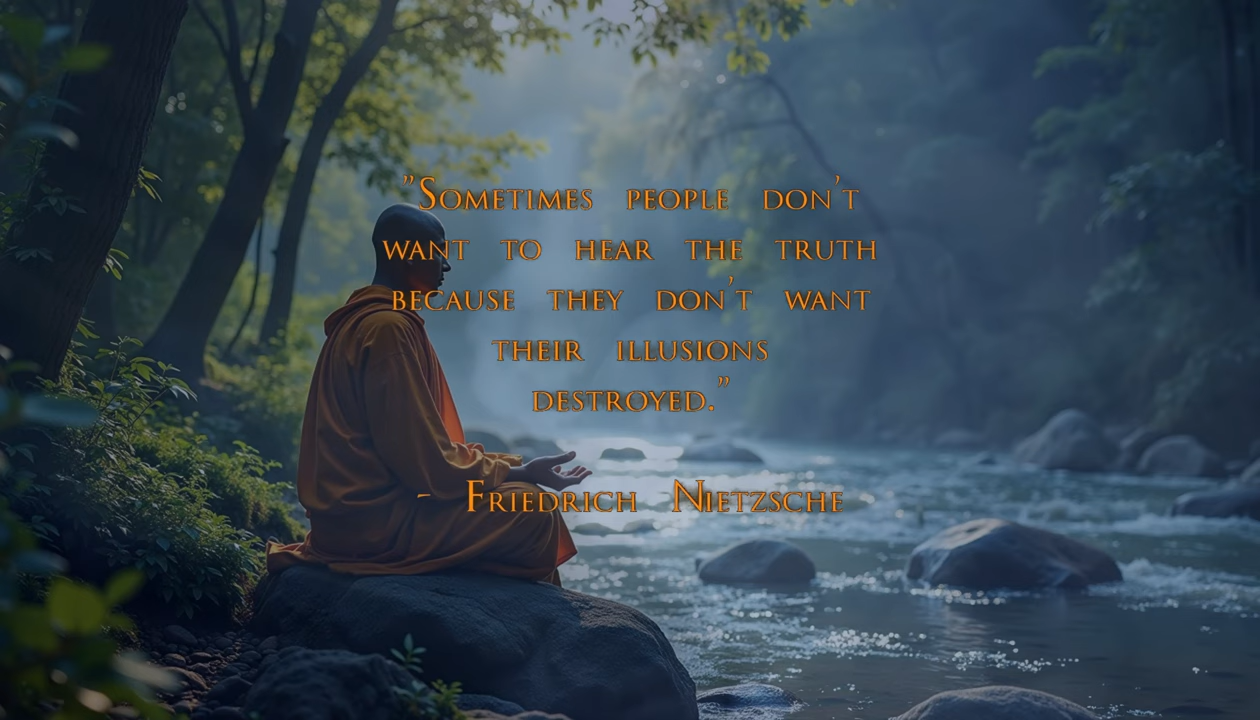 "Sometimes people don't
want to hear the truth
because they don't want
their illusions
destroyed."
- Friedrich Nietzsche